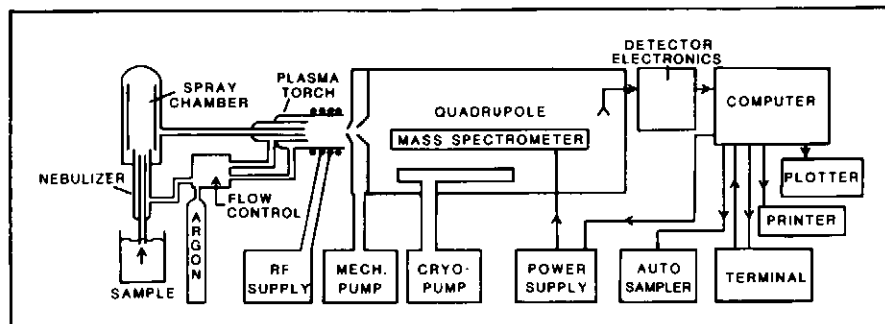 SPRAY
CHAMBER
PLASMA
TORCH
DETECTOR
ELECTRONICS
QUADRUPOLE
MASS SPECTROMETER
COMPUTER
NEBULIZER
FLOW
CONTROL
ARGON
SAMPLE
RF
SUPPLY
MECH.
PUMP
CRYO-
PUMP
POWER
SUPPLY
AUTO
SAMPLER
TERMINAL
PRINTER
PLOTTER